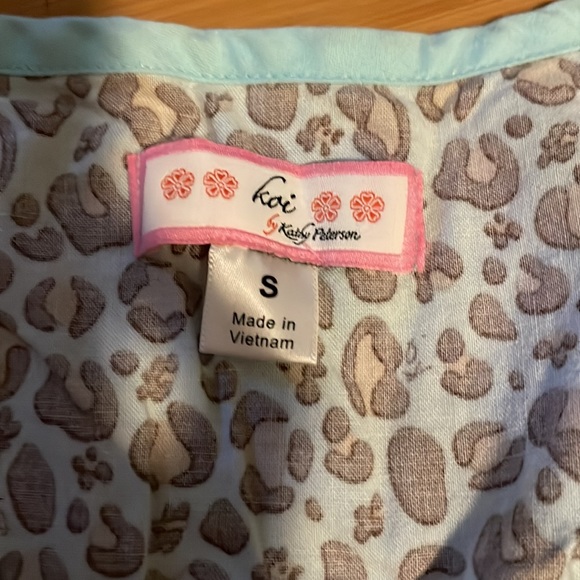 koi
by Kathy Peterson
S
Made in
Vietnam